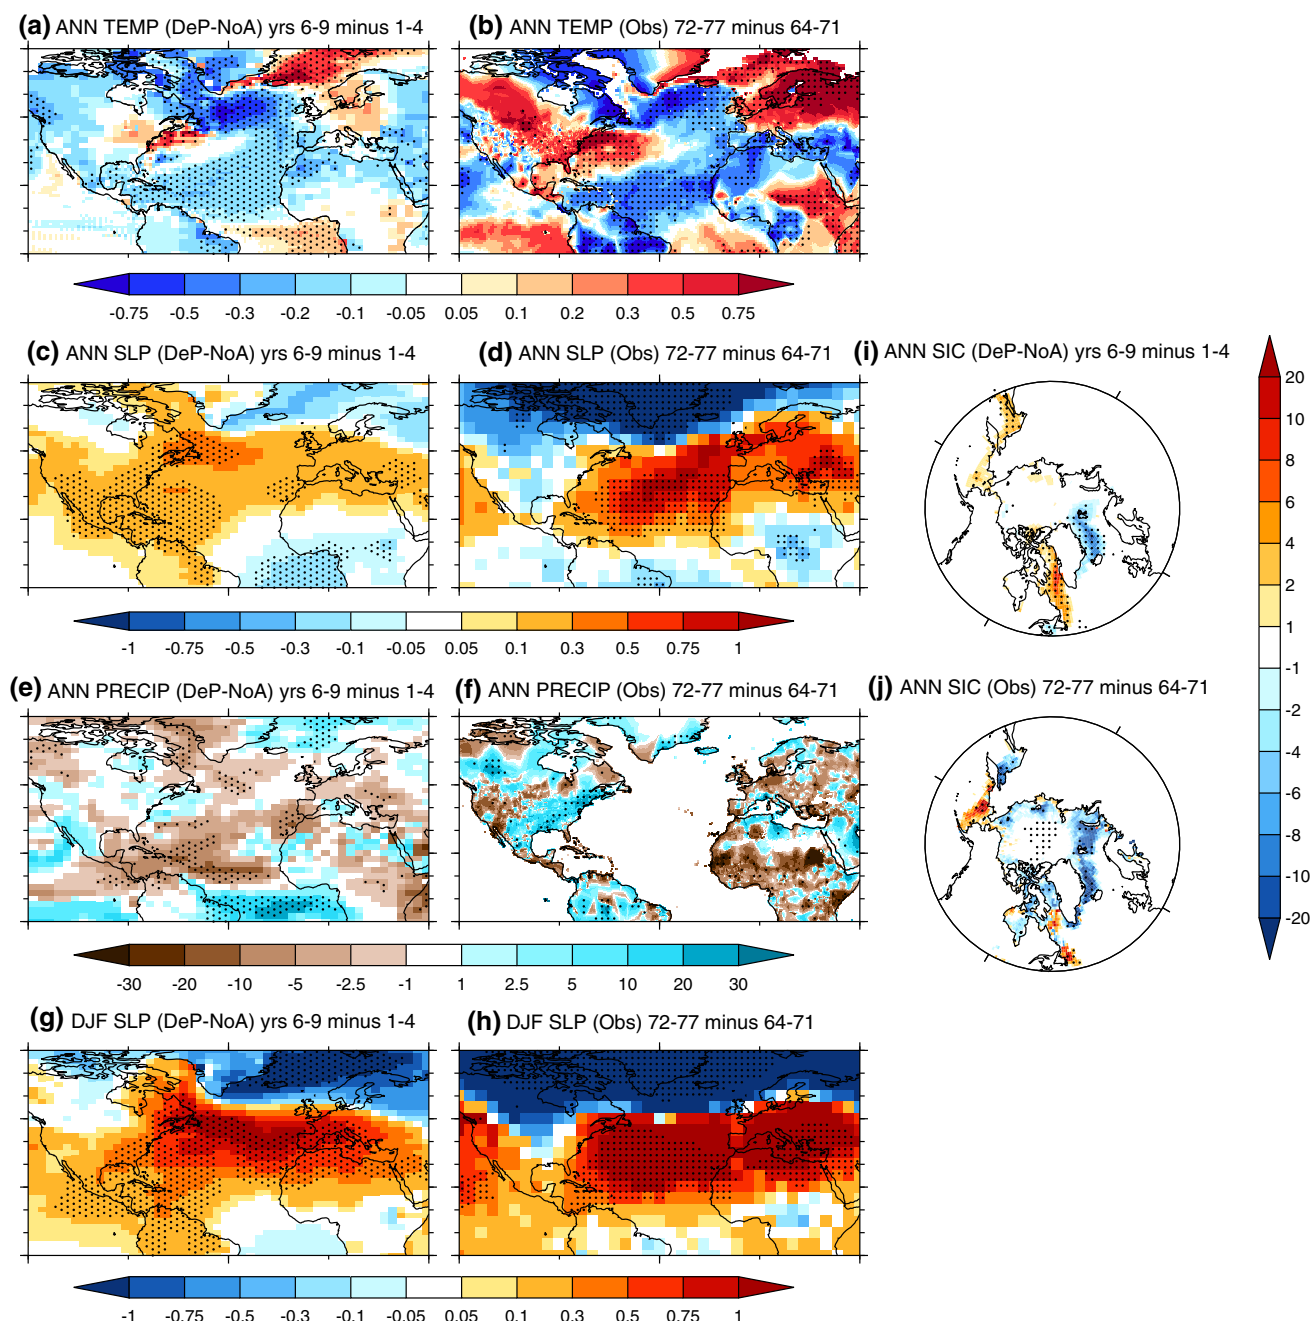 (a) ANN TEMP (DeP-NoA) yrs 6-9 minus 1-4
(b) ANN TEMP (Obs) 72-77 minus 64-71
-0.75 -0.5 -0.3 -0.2 -0.1 -0.05 0.05 0.1 0.2 0.3 0.5 0.75
(c) ANN SLP (DeP-NoA) yrs 6-9 minus 1-4
(d) ANN SLP (Obs) 72-77 minus 64-71
(i) ANN SIC (DeP-NoA) yrs 6-9 minus 1-4
-1 -0.75 -0.5 -0.3 -0.05 0.05 0.1 0.3 0.5 0.75 1
20
10
8
6
4
2
1
-1
-2
-4
-6
-8
-10
-20
(e) ANN PRECIP (DeP-NoA) yrs 6-9 minus 1-4
(f) ANN PRECIP (Obs) 72-77 minus 64-71
(j) ANN SIC (Obs) 72-77 minus 64-71
-30 -20 -10 -5 -2.5 -1 1 2.5 5 10 20 30
(g) DJF SLP (DeP-NoA) yrs 6-9 minus 1-4
(h) DJF SLP (Obs) 72-77 minus 64-71
-1 -0.75 -0.5 -0.3 -0.05 0.05 0.1 0.3 0.5 0.75 1